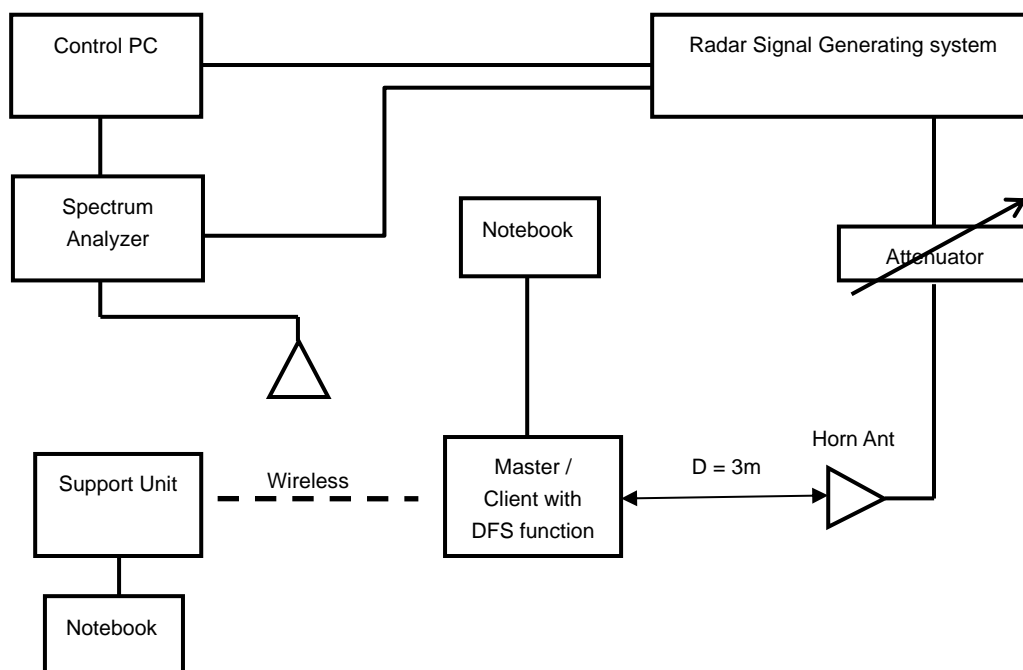 Control PC
Radar Signal Generating system
Spectrum
Analyzer
Notebook
Attenuator
Horn Ant
D = 3m
Support Unit
Wireless
Master /
Client with
DFS function
Notebook